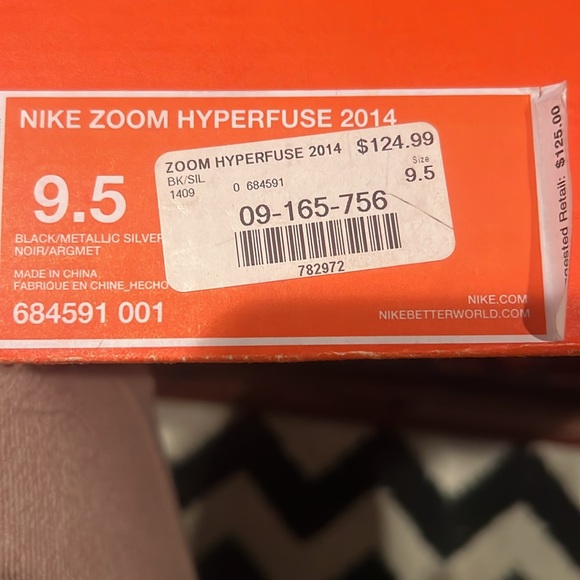 NIKE ZOOM HYPERFUSE 2014
9.5
BLACK/METALLIC SILVER
NOIR/ARGMET
MADE IN CHINA,
FABRIQUE EN CHINE, HECHO
684591 001
ZOOM HYPERFUSE 2014 $124.99
BK/SIL Size
1409 0 684591 9.5
09-165-756
782972
NIKE.COM
NIKEBETTERWORLD.COM
Retail: $125.00